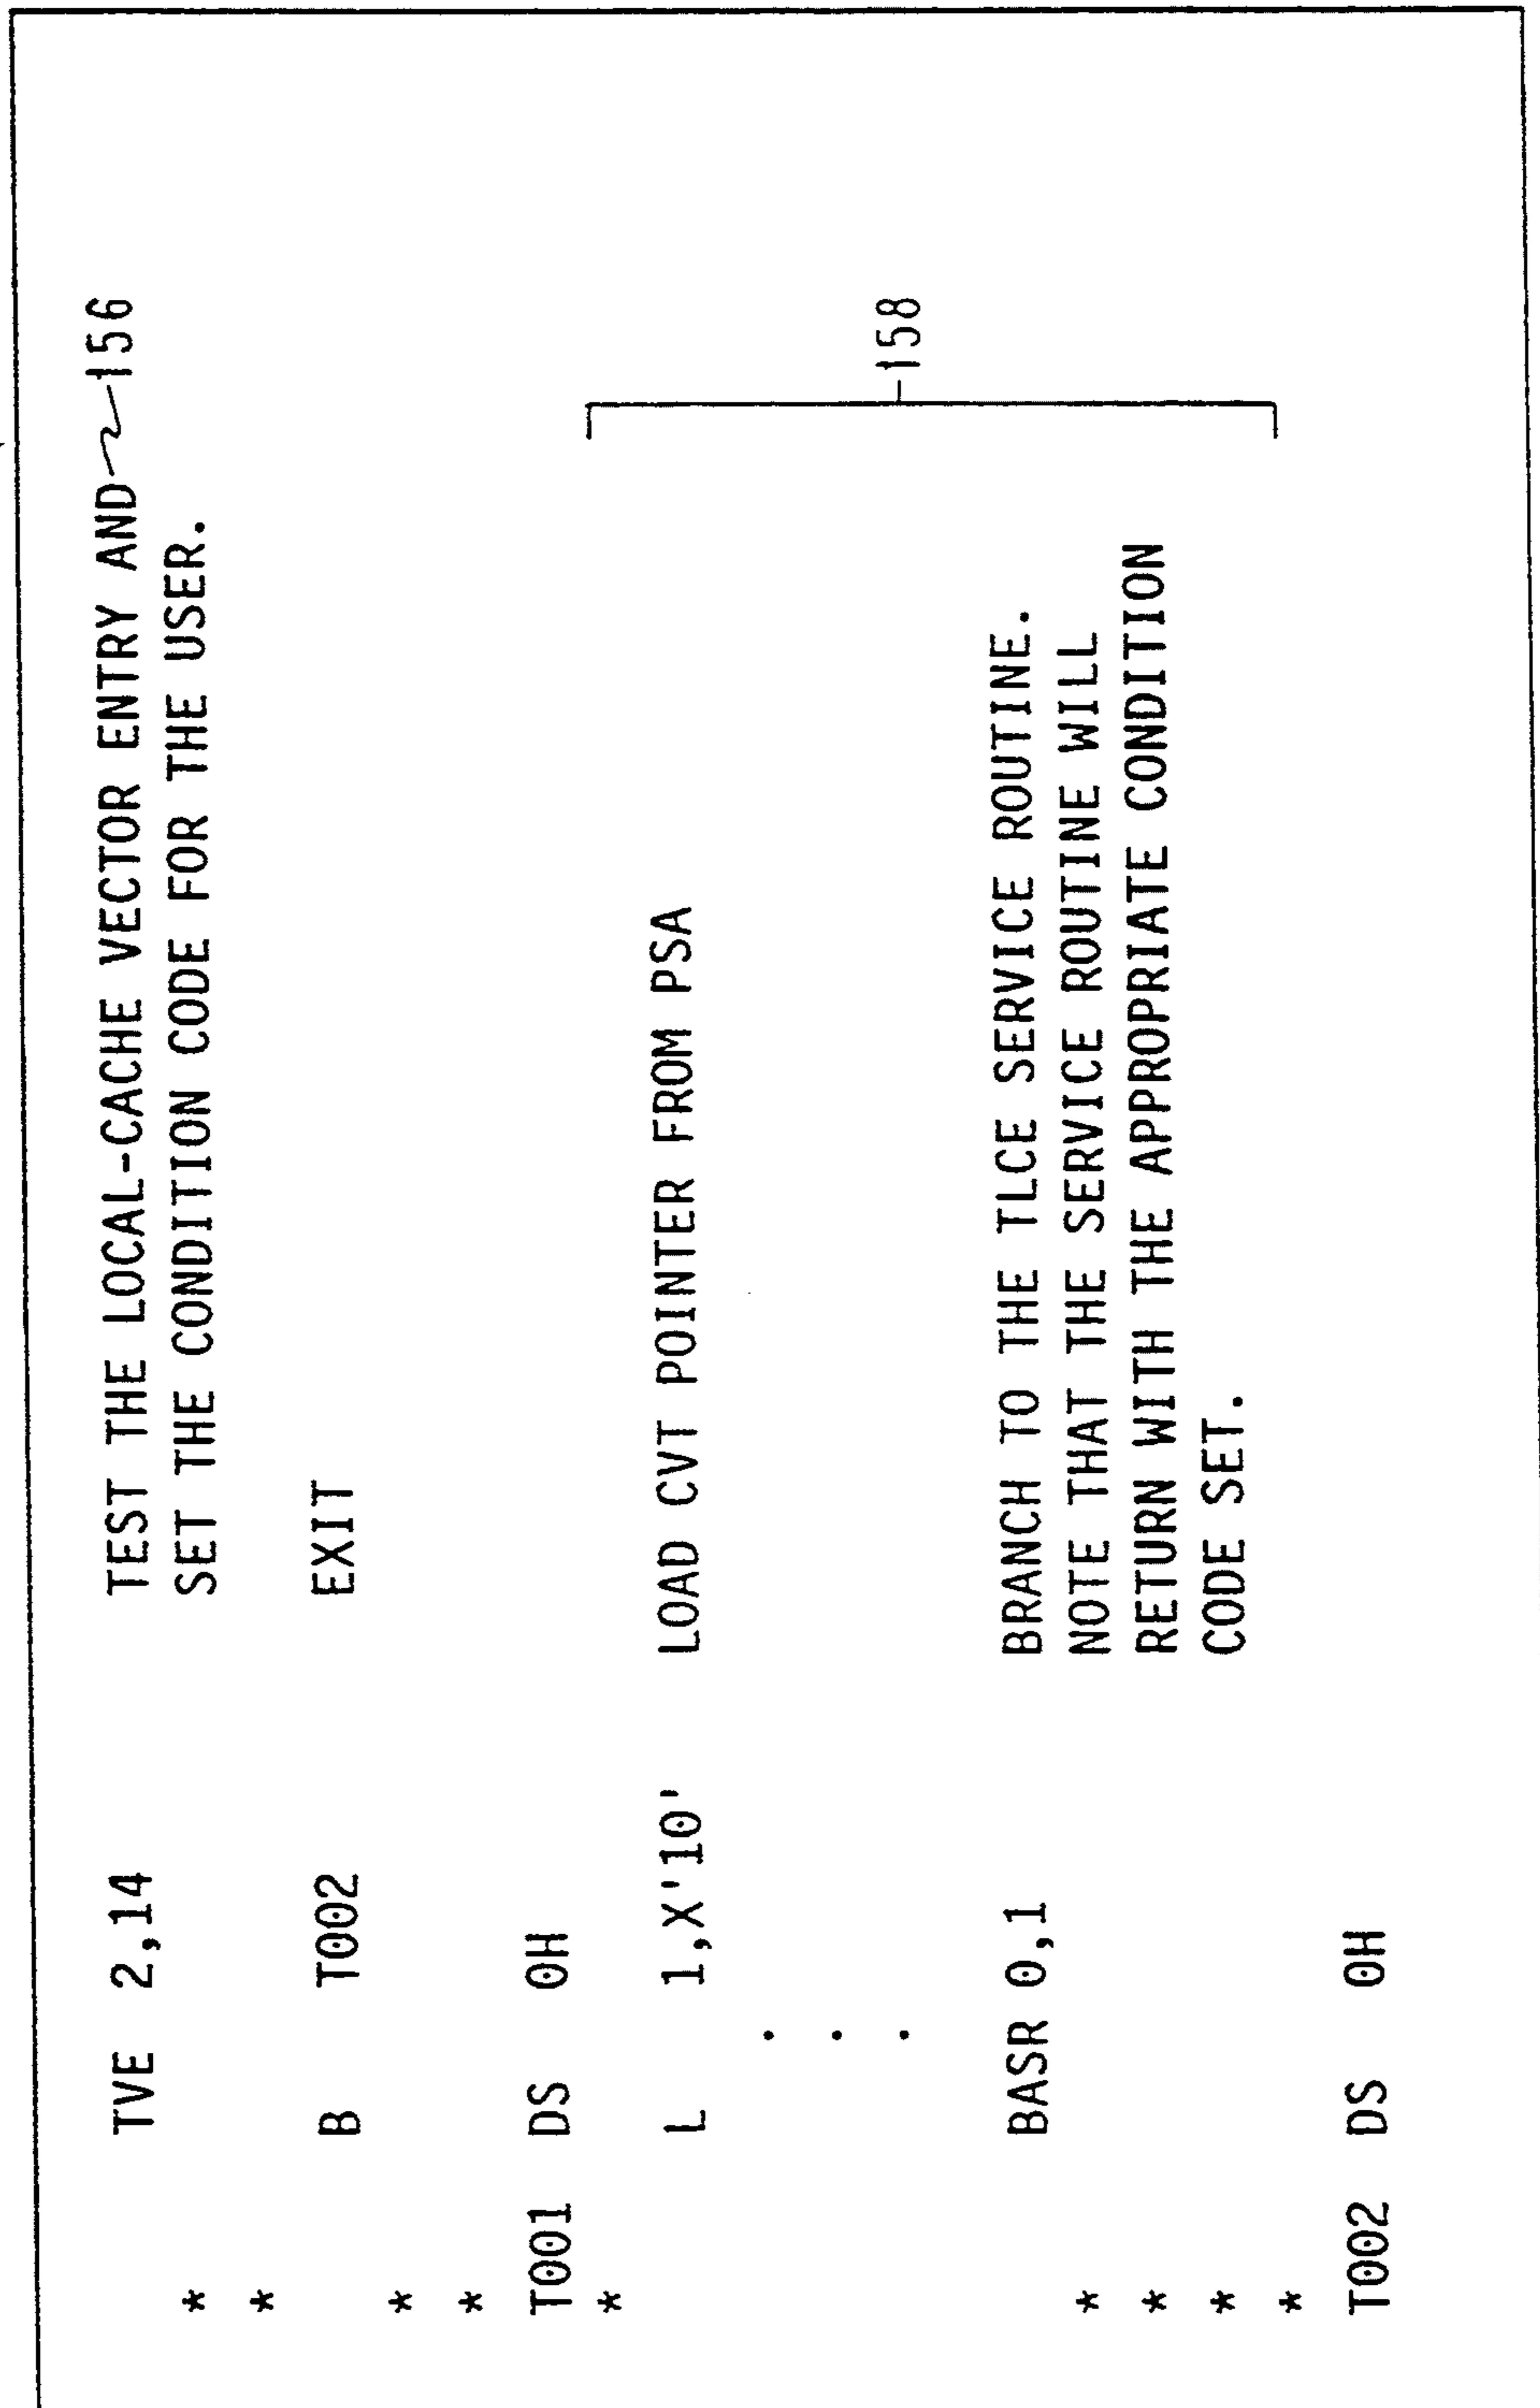 TVE 2,14 TEST THE LOCAL-CACHE VECTOR ENTRY AND 156
* SET THE CONDITION CODE FOR THE USER.
*
B T002 EXIT
*
*
T001 DS 0H
*
L 1,X'10' LOAD CVT POINTER FROM PSA
.
.
.
158
BASR 0,1 BRANCH TO THE TLCE SERVICE ROUTINE.
* NOTE THAT THE SERVICE ROUTINE WILL
* RETURN WITH THE APPROPRIATE CONDITION
* CODE SET.
*
T002 DS 0H